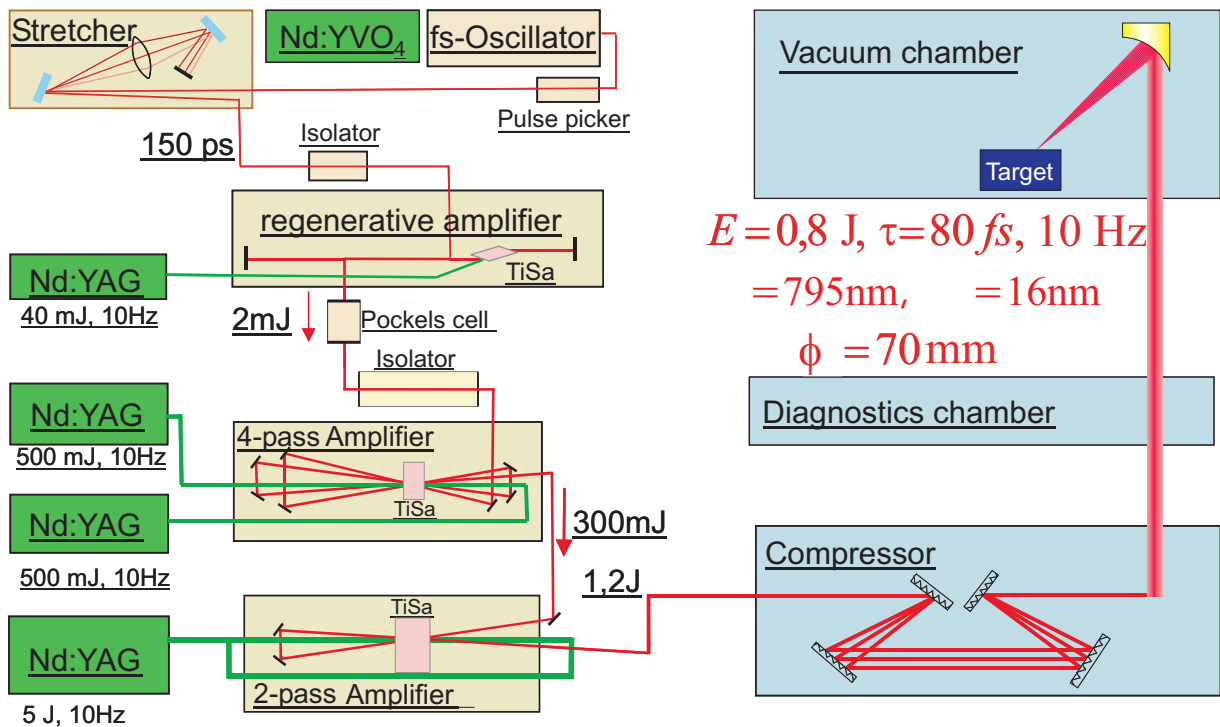 Stretcher
Nd:YVO4
fs-Oscillator
Pulse picker
150 ps
Isolator
regenerative amplifier
TiSa
Nd:YAG
40 mJ, 10Hz
2mJ
Pockels cell
Isolator
Nd:YAG
500 mJ, 10Hz
4-pass Amplifier
TiSa
Nd:YAG
500 mJ, 10Hz
300mJ
1,2J
TiSa
Nd:YAG
5 J, 10Hz
2-pass Amplifier
Vacuum chamber
Target
E = 0,8 J, τ=80 fs, 10 Hz
=795nm, =16nm
ϕ =70mm
Diagnostics chamber
Compressor